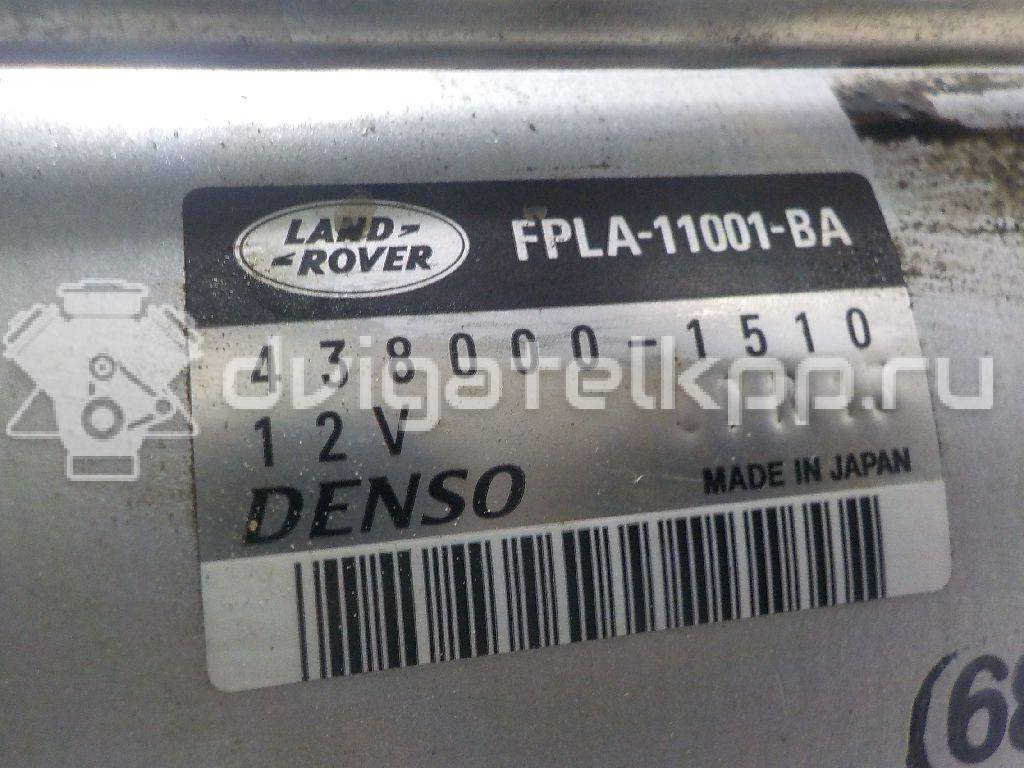 LAND
ROVER
FPLA-11001-BA
438000-1510
12V
DENSO
MADE IN JAPAN
dvigatelkpp.ru
(68